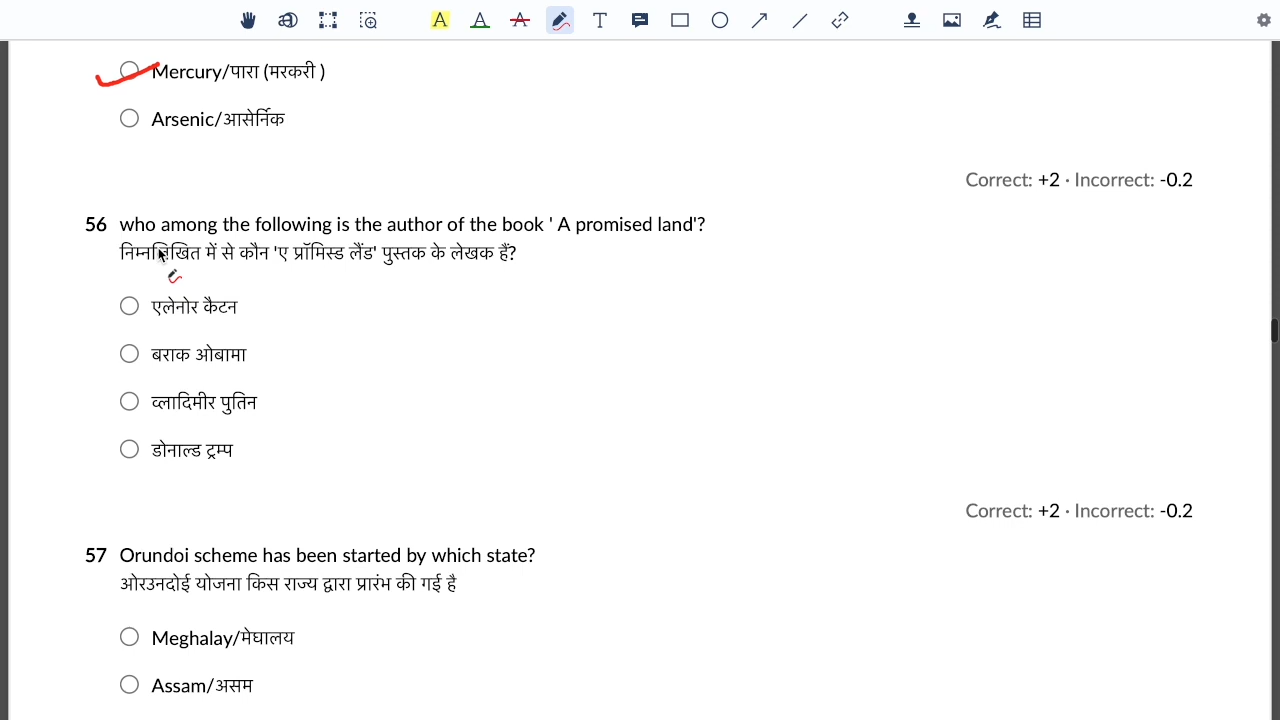 Mercury/पारा (मरकरी )
Arsenic/आसेर्निक
Correct: +2 · Incorrect: -0.2
56 who among the following is the author of the book ' A promised land'?
निम्नलिखित में से कौन 'ए प्रॉमिस्ड लैंड' पुस्तक के लेखक हैं?
एलेनोर कैटन
बराक ओबामा
व्लादिमीर पुतिन
डोनाल्ड ट्रम्प
Correct: +2 · Incorrect: -0.2
57 Orundoi scheme has been started by which state?
ओरउनदोई योजना किस राज्य द्वारा प्रारंभ की गई है
Meghalay/मेघालय
Assam/असम